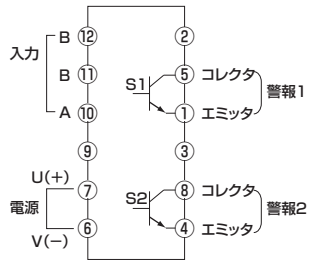 B ⑫ ②
入力
B ⑪ S1 ⑤ コレクタ
警報1
A ⑩ ① エミッタ
⑨ ③
U(+)
⑦ S2 ⑧ コレクタ
電源
警報2
⑥ ④ エミッタ
V(−)